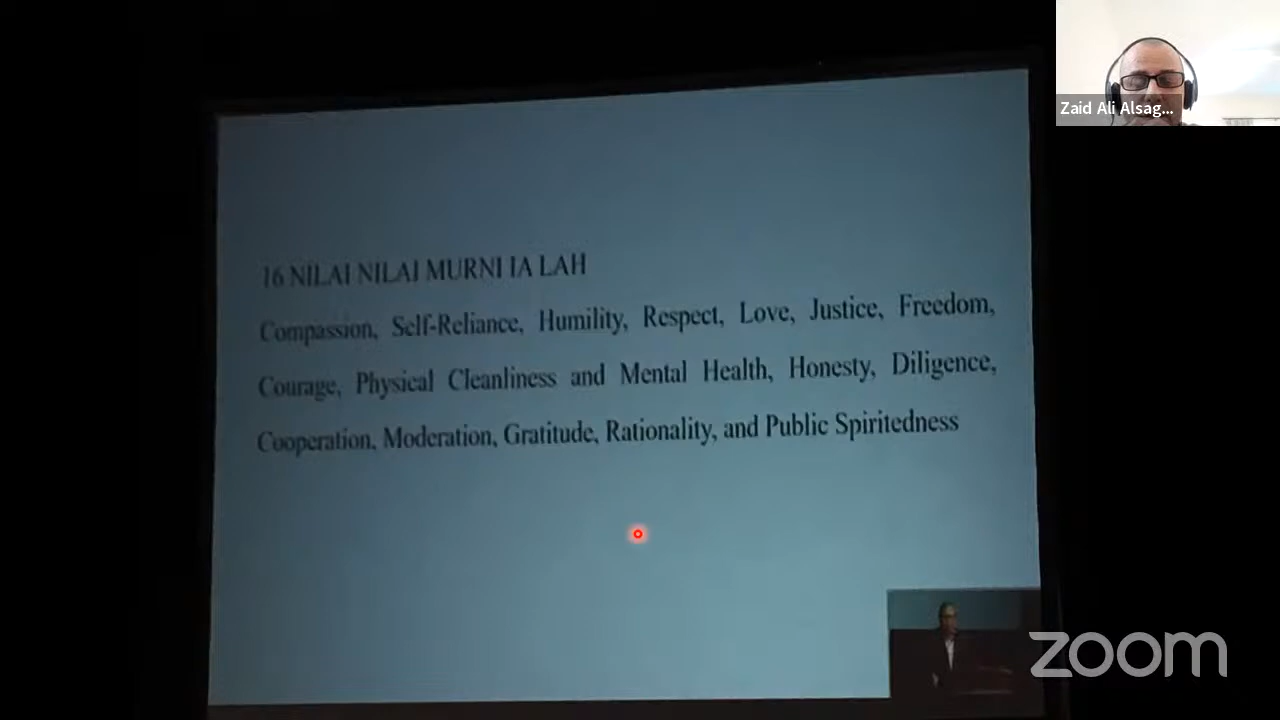 Zaid Ali Alsag...
16 NILAI NILAI MURNI IA LAH
Compassion, Self-Reliance, Humility, Respect, Love, Justice, Freedom,
Courage, Physical Cleanliness and Mental Health, Honesty, Diligence,
Cooperation, Moderation, Gratitude, Rationality, and Public Spiritedness
zoom